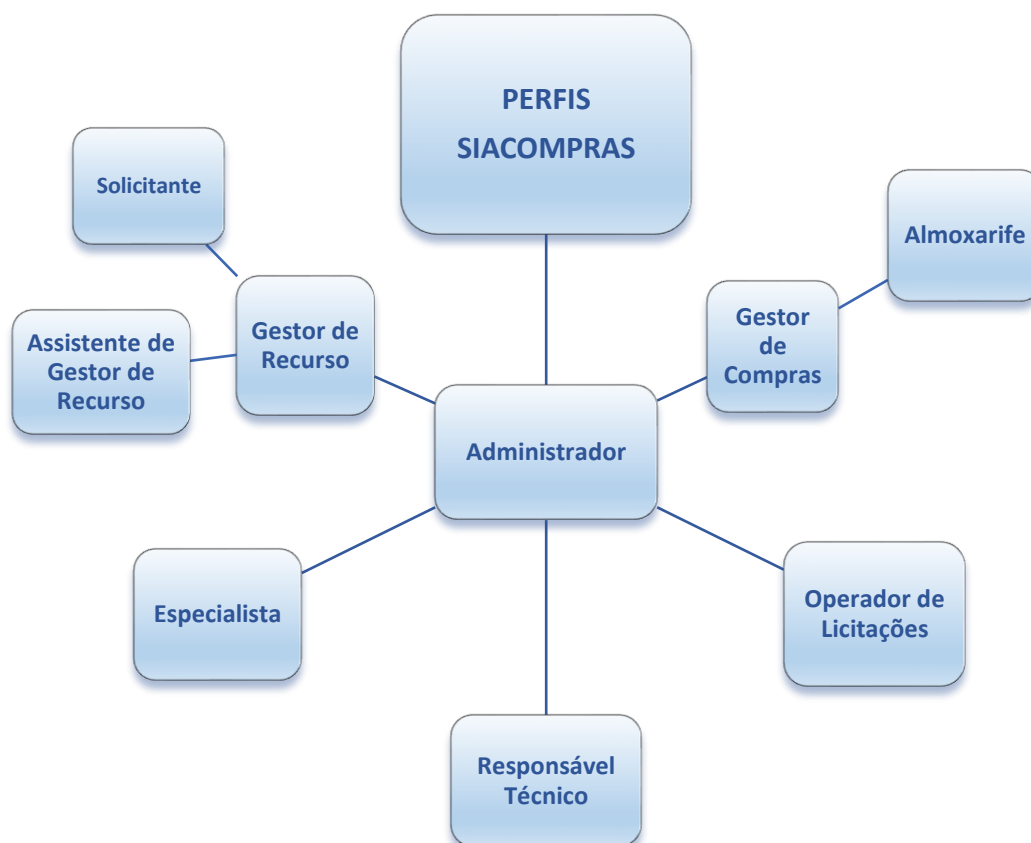 PERFIS
SIACOMPRAS
Solicitante
Almoxarife
Gestor de
Recurso
Assistente de
Gestor de
Recurso
Gestor
de
Compras
Administrador
Especialista
Operador de
Licitações
Responsável
Técnico